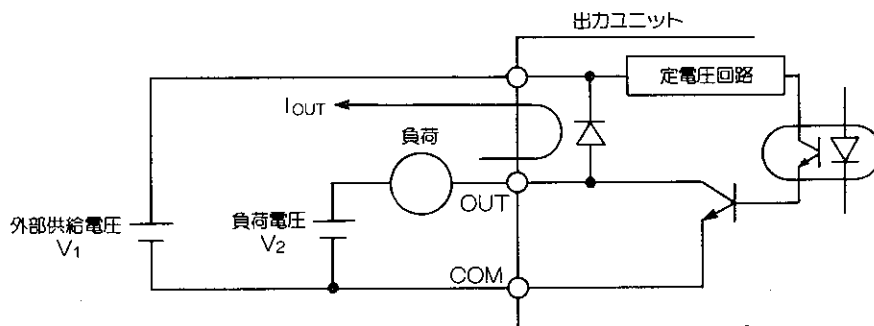 出力ユニット
定電圧回路
IOUT
負荷
OUT
外部供給電圧
V1
負荷電圧
V2
COM